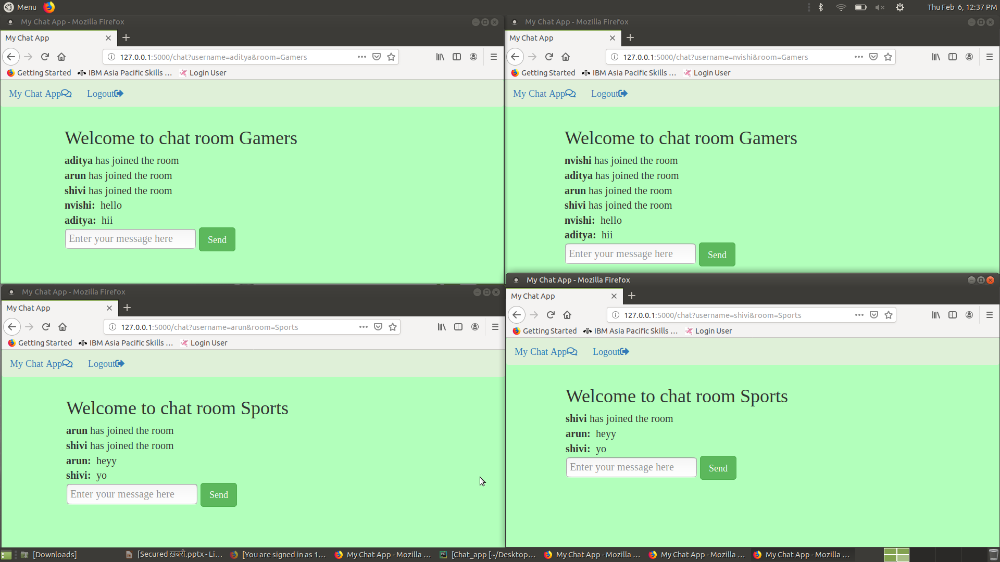 Menu
Thu Feb 6, 12:37 PM
My Chat App - Mozilla Firefox
My Chat App
127.0.0.1:5000/chat?username=aditya&room=Gamers
Getting Started IBM Asia Pacific Skills ... Login User
My Chat App Logout
Welcome to chat room Gamers
aditya has joined the room
arun has joined the room
shivi has joined the room
nvishi: hello
aditya: hii
Enter your message here Send
My Chat App - Mozilla Firefox
My Chat App
127.0.0.1:5000/chat?username=nvishi&room=Gamers
Getting Started IBM Asia Pacific Skills ... Login User
My Chat App Logout
Welcome to chat room Gamers
nvishi has joined the room
aditya has joined the room
arun has joined the room
shivi has joined the room
nvishi: hello
aditya: hii
Enter your message here Send
My Chat App - Mozilla Firefox
My Chat App
127.0.0.1:5000/chat?username=arun&room=Sports
Getting Started IBM Asia Pacific Skills ... Login User
My Chat App Logout
Welcome to chat room Sports
arun has joined the room
shivi has joined the room
arun: heyy
shivi: yo
Enter your message here Send
My Chat App - Mozilla Firefox
My Chat App
127.0.0.1:5000/chat?username=shivi&room=Sports
Getting Started IBM Asia Pacific Skills ... Login User
My Chat App Logout
Welcome to chat room Sports
shivi has joined the room
arun: heyy
shivi: yo
Enter your message here Send
[Downloads] [Secured ख़बरी.pptx - Li... [You are signed in as 1... My Chat App - Mozilla ... [Chat_app [~/Desktop... My Chat App - Mozilla ... My Chat App - Mozilla ... My Chat App - Mozilla ...